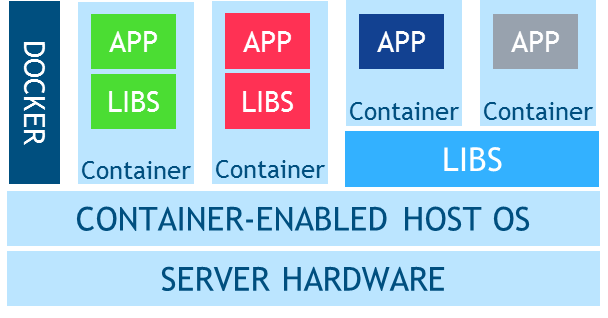 DOCKER
APP
LIBS
Container
APP
LIBS
Container
APP
Container
APP
Container
LIBS
CONTAINER-ENABLED HOST OS
SERVER HARDWARE